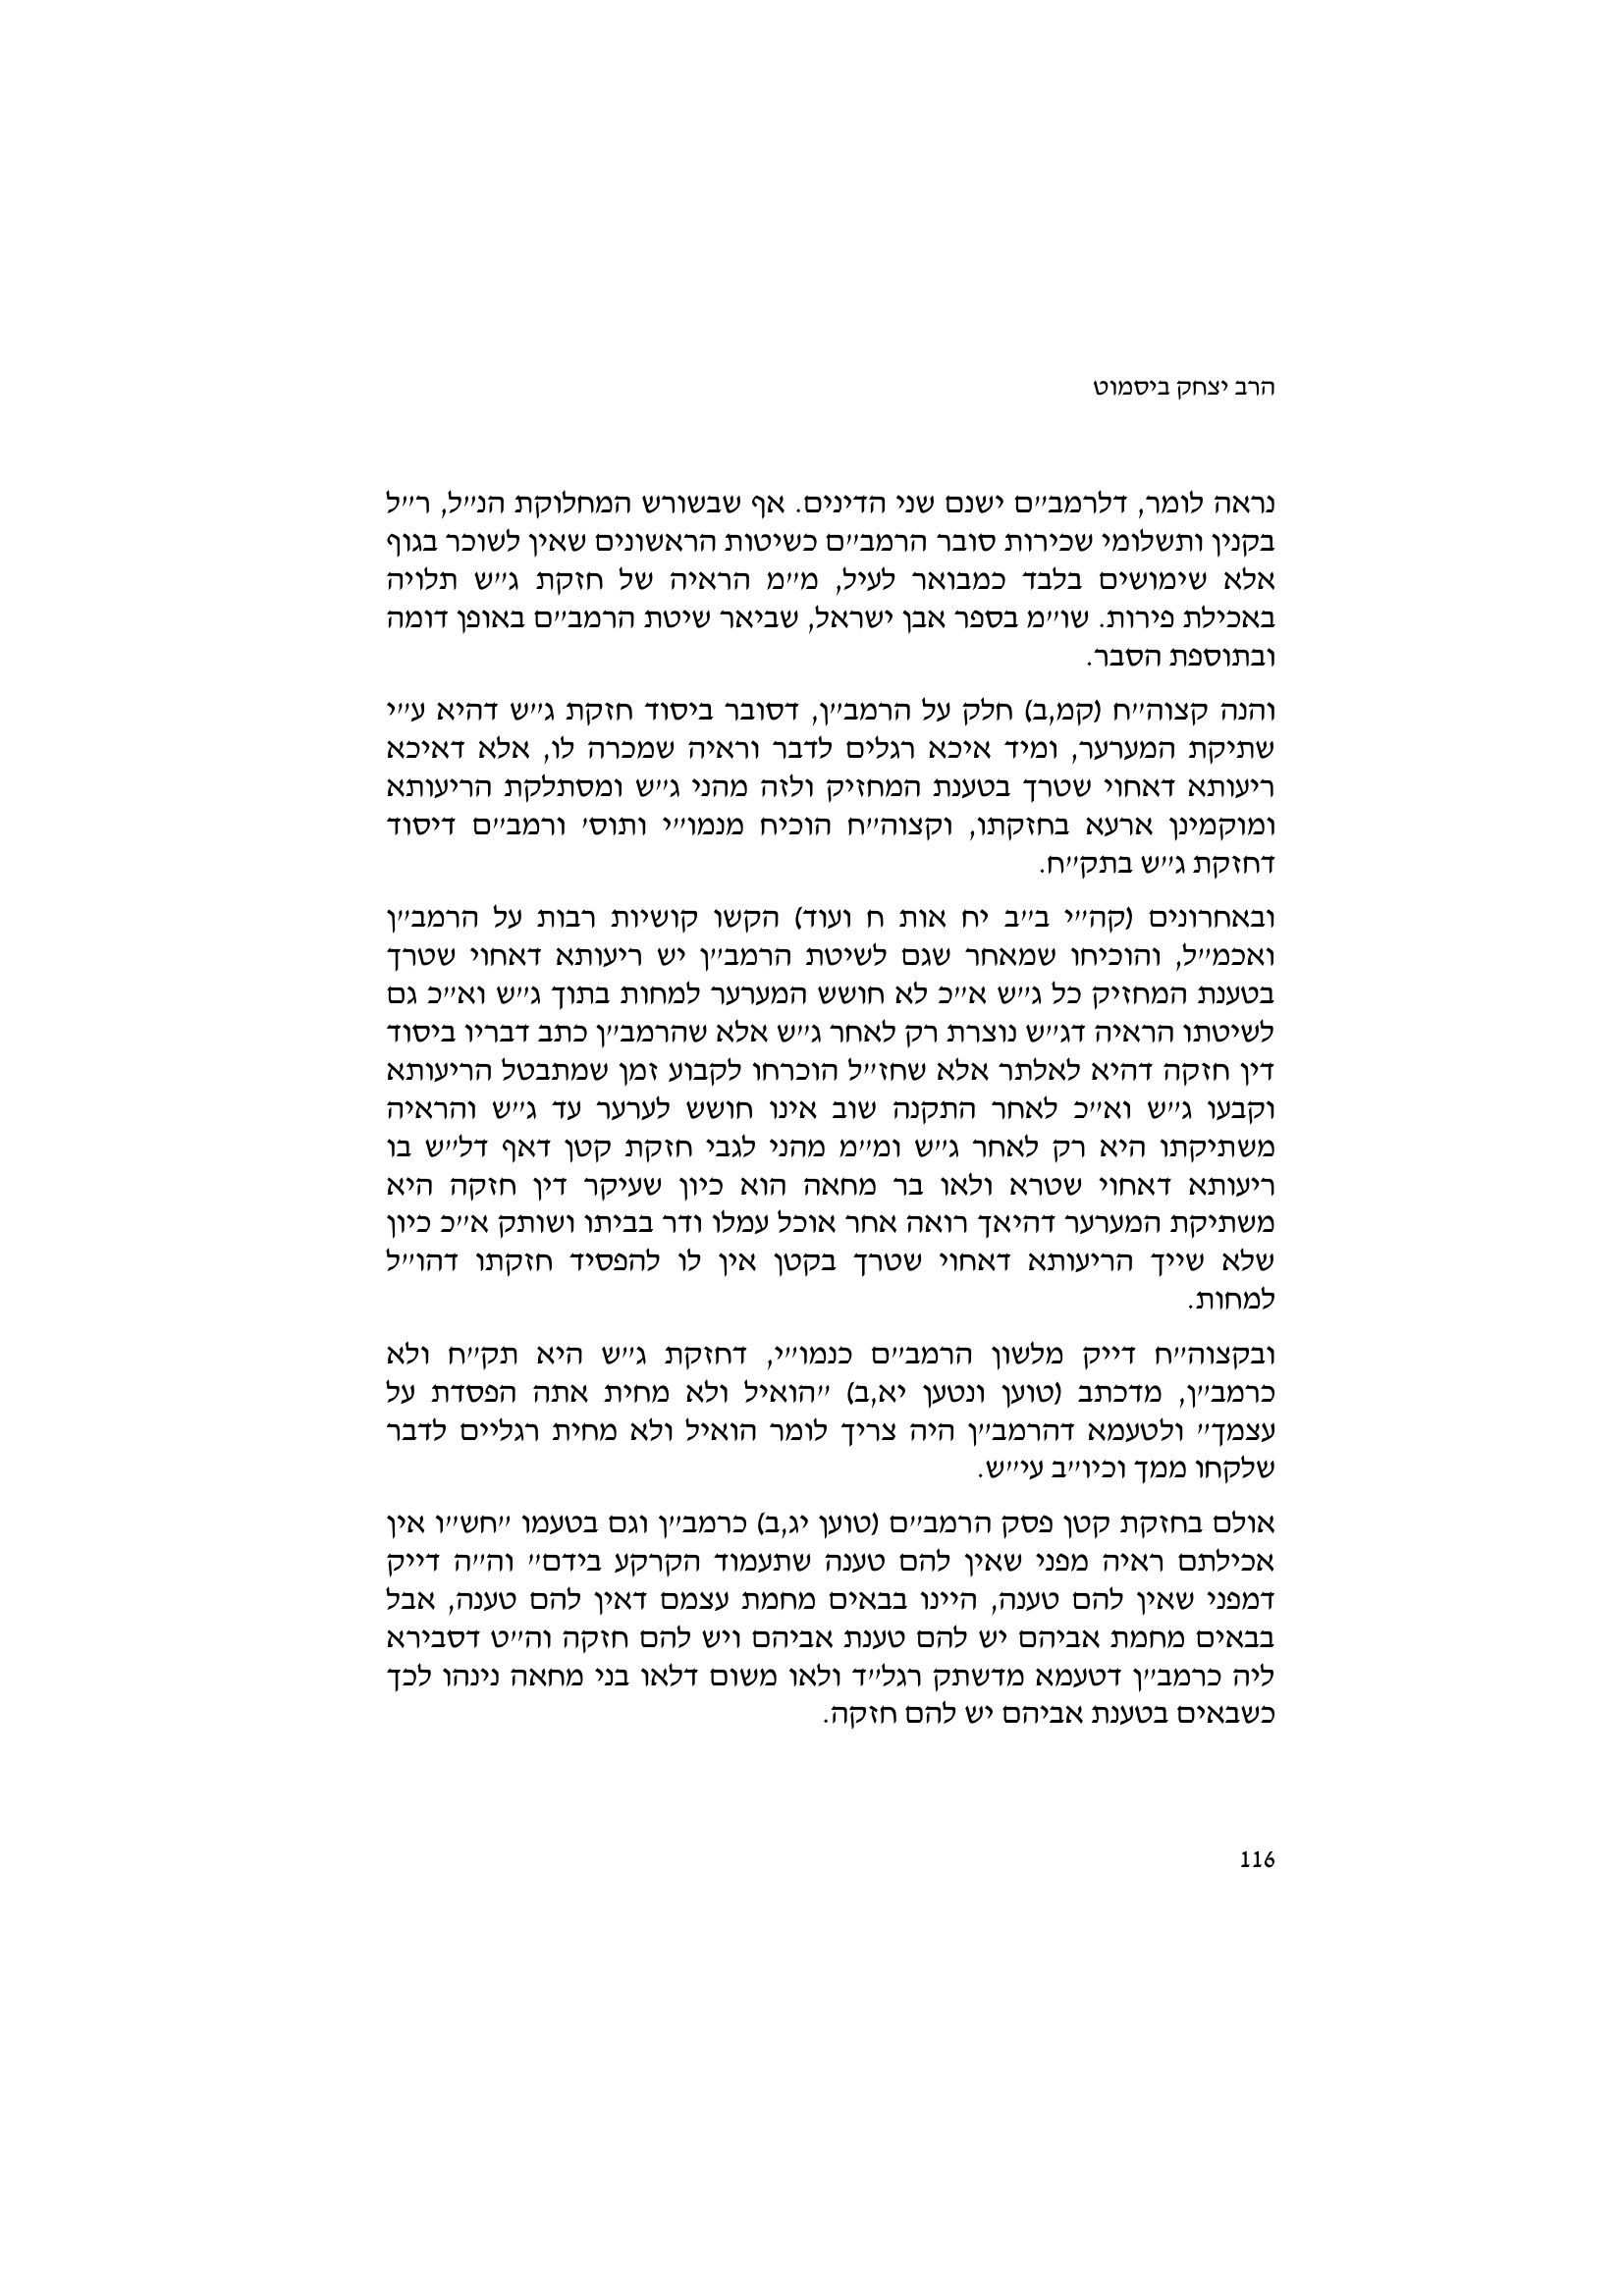 הרב יצחק ביסמוט
נראה לומר, דלרמב״ם ישנם שני הדינים. אף שבשורש המחלוקת הנ״ל, ר״ל
בקנין ותשלומי שכירות סובר הרמב״ם כשיטות הראשונים שאין לשוכר בגוף
אלא שימושים בלבד כמבואר לעיל, מ״מ הראיה של חזקת ג״ש תלויה
באכילת פירות. שו״מ בספר אבן ישראל, שביאר שיטת הרמב״ם באופן דומה
ובתוספת הסבר.
והנה קצוה״ח (קמ,ב) חלק על הרמב״ן, דסובר ביסוד חזקת ג״ש דהיא ע״י
שתיקת המערער, ומיד איכא רגלים לדבר וראיה שמכרה לו, אלא דאיכא
ריעותא דאחוי שטרך בטענת המחזיק ולזה מהני ג״ש ומסתלקת הריעותא
ומוקמינן ארעא בחזקתו, וקצוה״ח הוכיח מנמו״י ותוס׳ ורמב״ם דיסוד
דחזקת ג״ש בתק״ח.
ובאחרונים (קה״י ב״ב יח אות ח ועוד) הקשו קושיות רבות על הרמב״ן
ואכמ״ל, והוכיחו שמאחר שגם לשיטת הרמב״ן יש ריעותא דאחוי שטרך
בטענת המחזיק כל ג״ש א״כ לא חושש המערער למחות בתוך ג״ש וא״כ גם
לשיטתו הראיה דג״ש נוצרת רק לאחר ג״ש אלא שהרמב״ן כתב דבריו ביסוד
דין חזקה דהיא לאלתר אלא שחז״ל הוכרחו לקבוע זמן שמתבטל הריעותא
וקבעו ג״ש וא״כ לאחר התקנה שוב אינו חושש לערער עד ג״ש והראיה
משתיקתו היא רק לאחר ג״ש ומ״מ מהני לגבי חזקת קטן דאף דל״ש בו
ריעותא דאחוי שטרא ולאו בר מחאה הוא כיון שעיקר דין חזקה היא
משתיקת המערער דהיאך רואה אחר אוכל עמלו ודר בביתו ושותק א״כ כיון
שלא שייך הריעותא דאחוי שטרך בקטן אין לו להפסיד חזקתו דהו״ל
למחות.
ובקצוה״ח דייק מלשון הרמב״ם כנמו״י, דחזקת ג״ש היא תק״ח ולא
כרמב״ן, מדכתב (טוען ונטען יא,ב) ״הואיל ולא מחית אתה הפסדת על
עצמך״ ולטעמא דהרמב״ן היה צריך לומר הואיל ולא מחית רגליים לדבר
שלקחו ממך וכיו״ב עי״ש.
אולם בחזקת קטן פסק הרמב״ם (טוען יג,ב) כרמב״ן וגם בטעמו ״חש״ו אין
אכילתם ראיה מפני שאין להם טענה שתעמוד הקרקע בידם״ וה״ה דייק
דמפני שאין להם טענה, היינו בבאים מחמת עצמם דאין להם טענה, אבל
בבאים מחמת אביהם יש להם טענת אביהם ויש להם חזקה וה״ט דסבירא
ליה כרמב״ן דטעמא מדשתק רגל״ד ולאו משום דלאו בני מחאה נינהו לכך
כשבאים בטענת אביהם יש להם חזקה.
116